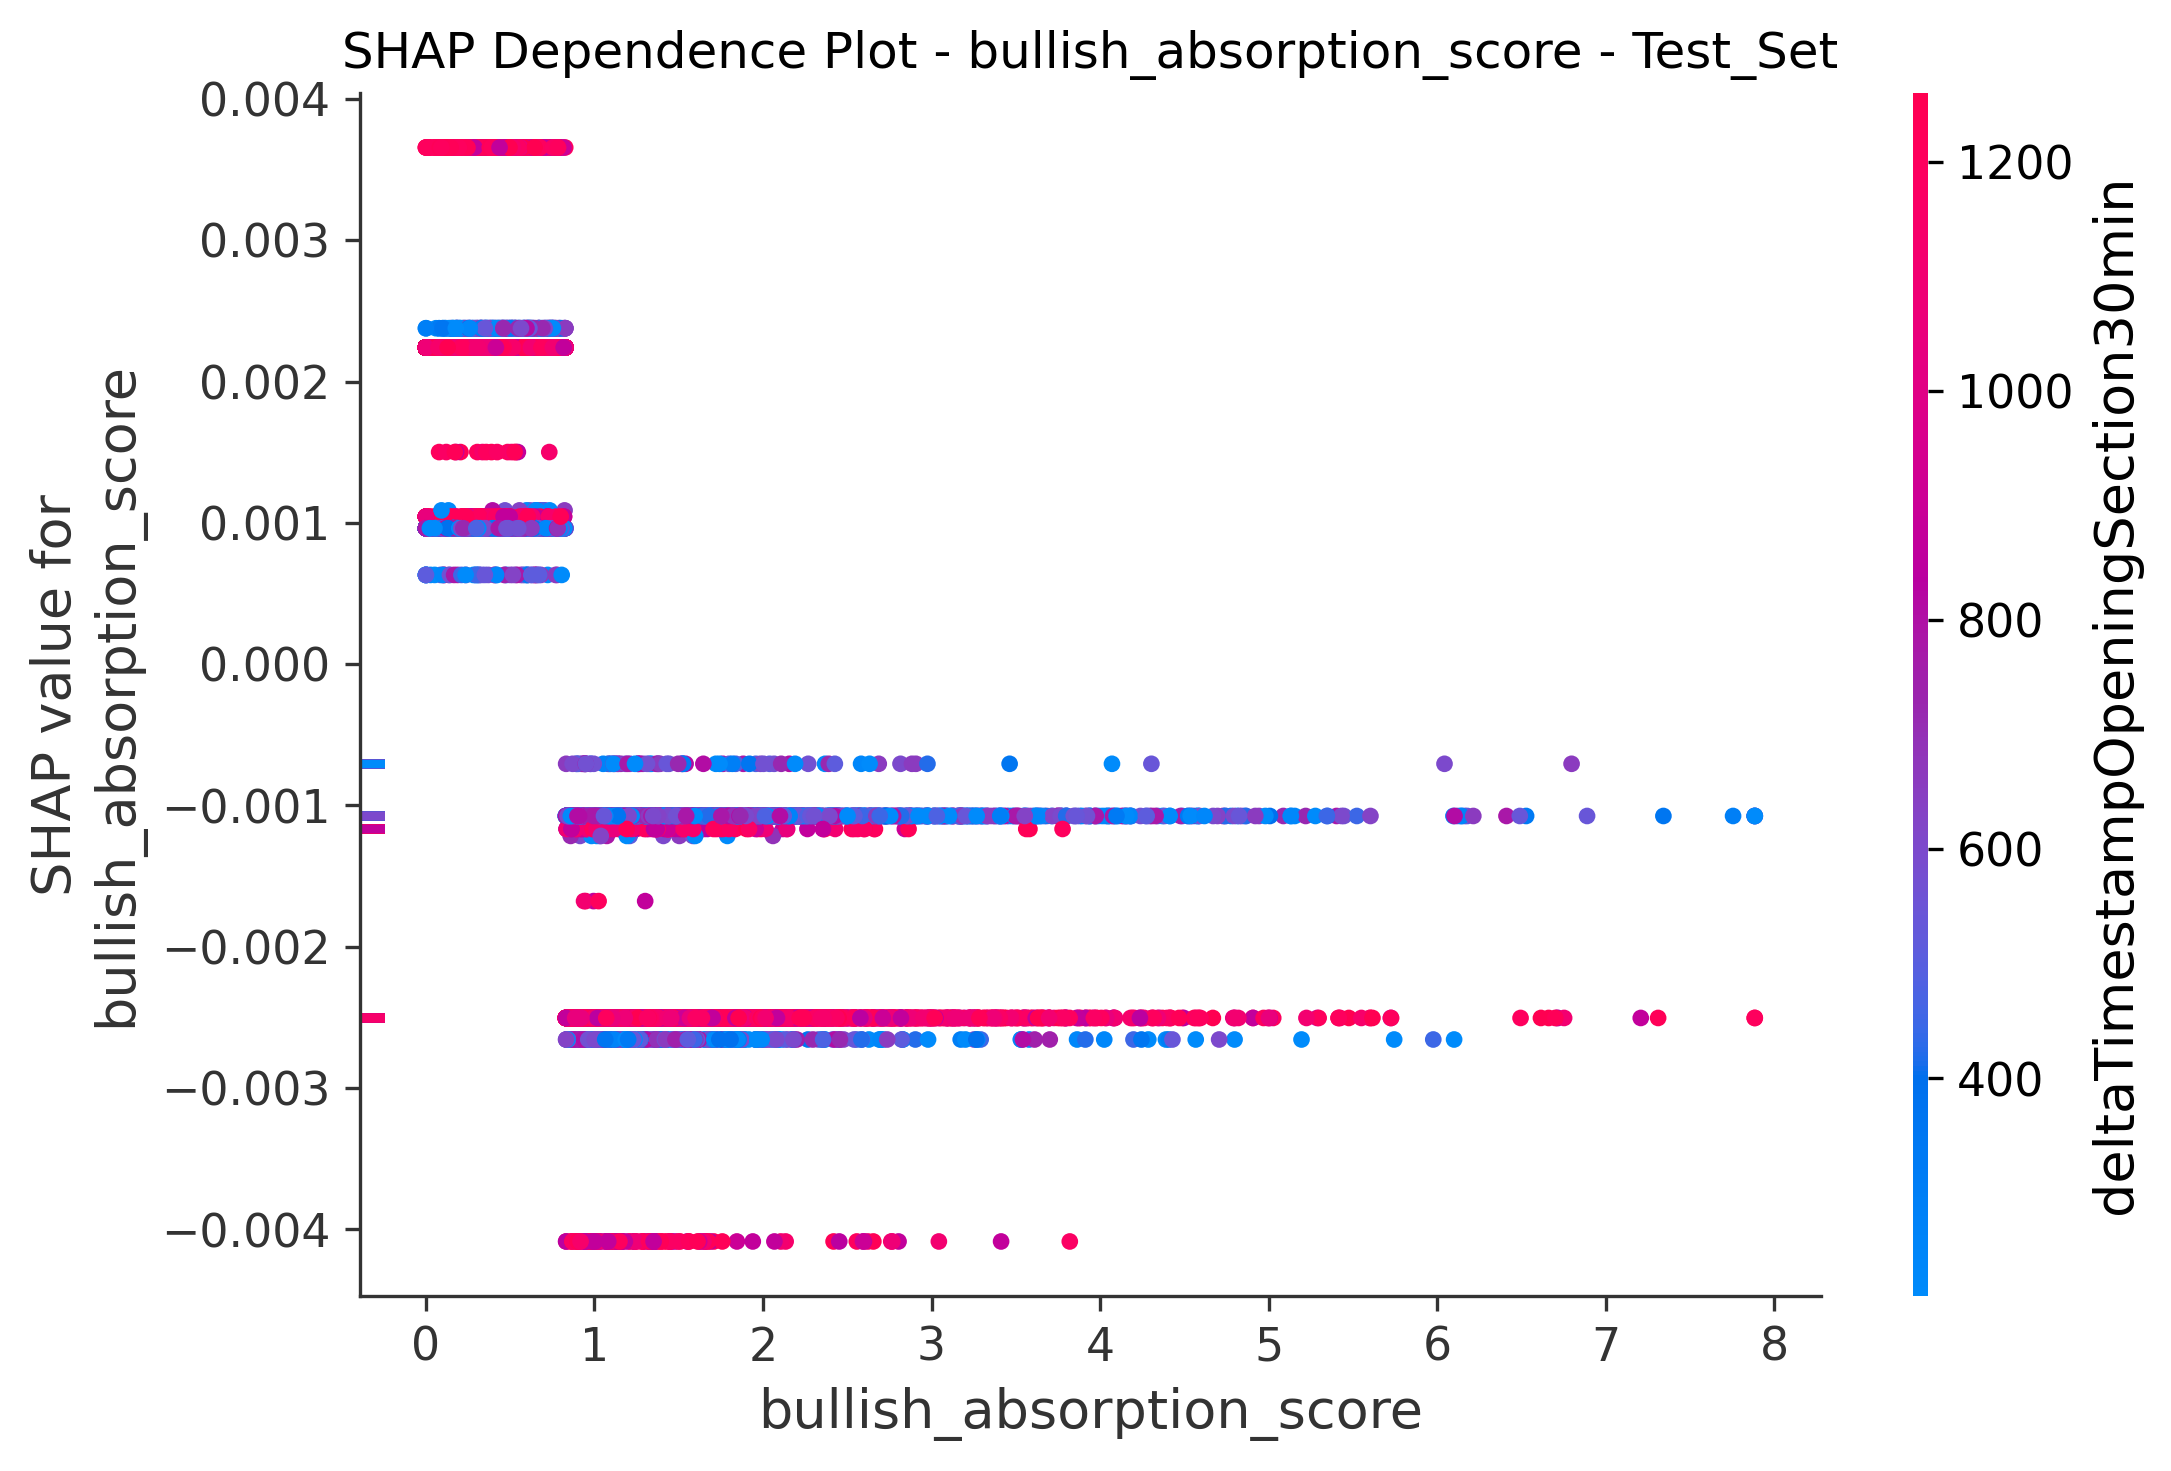 SHAP Dependence Plot - bullish_absorption_score - Test_Set
SHAP value for
bullish_absorption_score
0.004
0.003
0.002
0.001
0.000
−0.001
−0.002
−0.003
−0.004
0 1 2 3 4 5 6 7 8
bullish_absorption_score
1200
1000
800
600
400
deltaTimestampOpeningSection30min